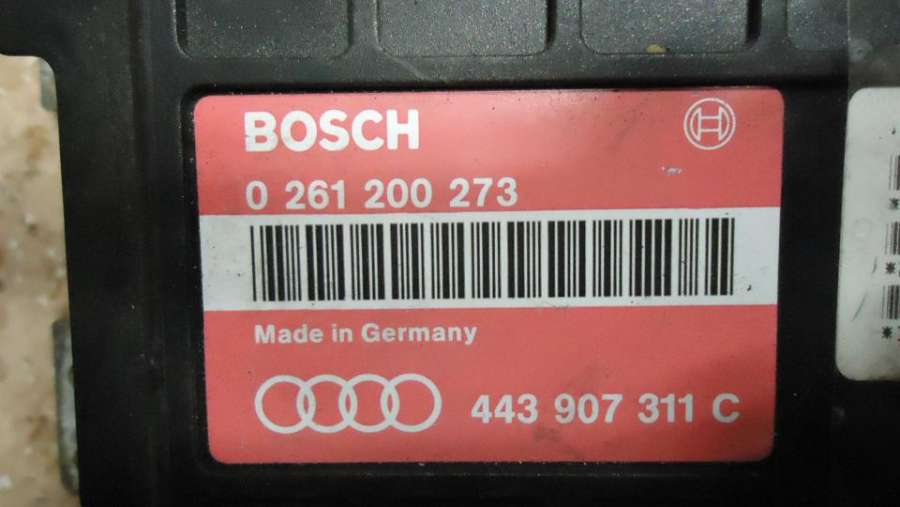 BOSCH
0 261 200 273
Made in Germany
443 907 311 C